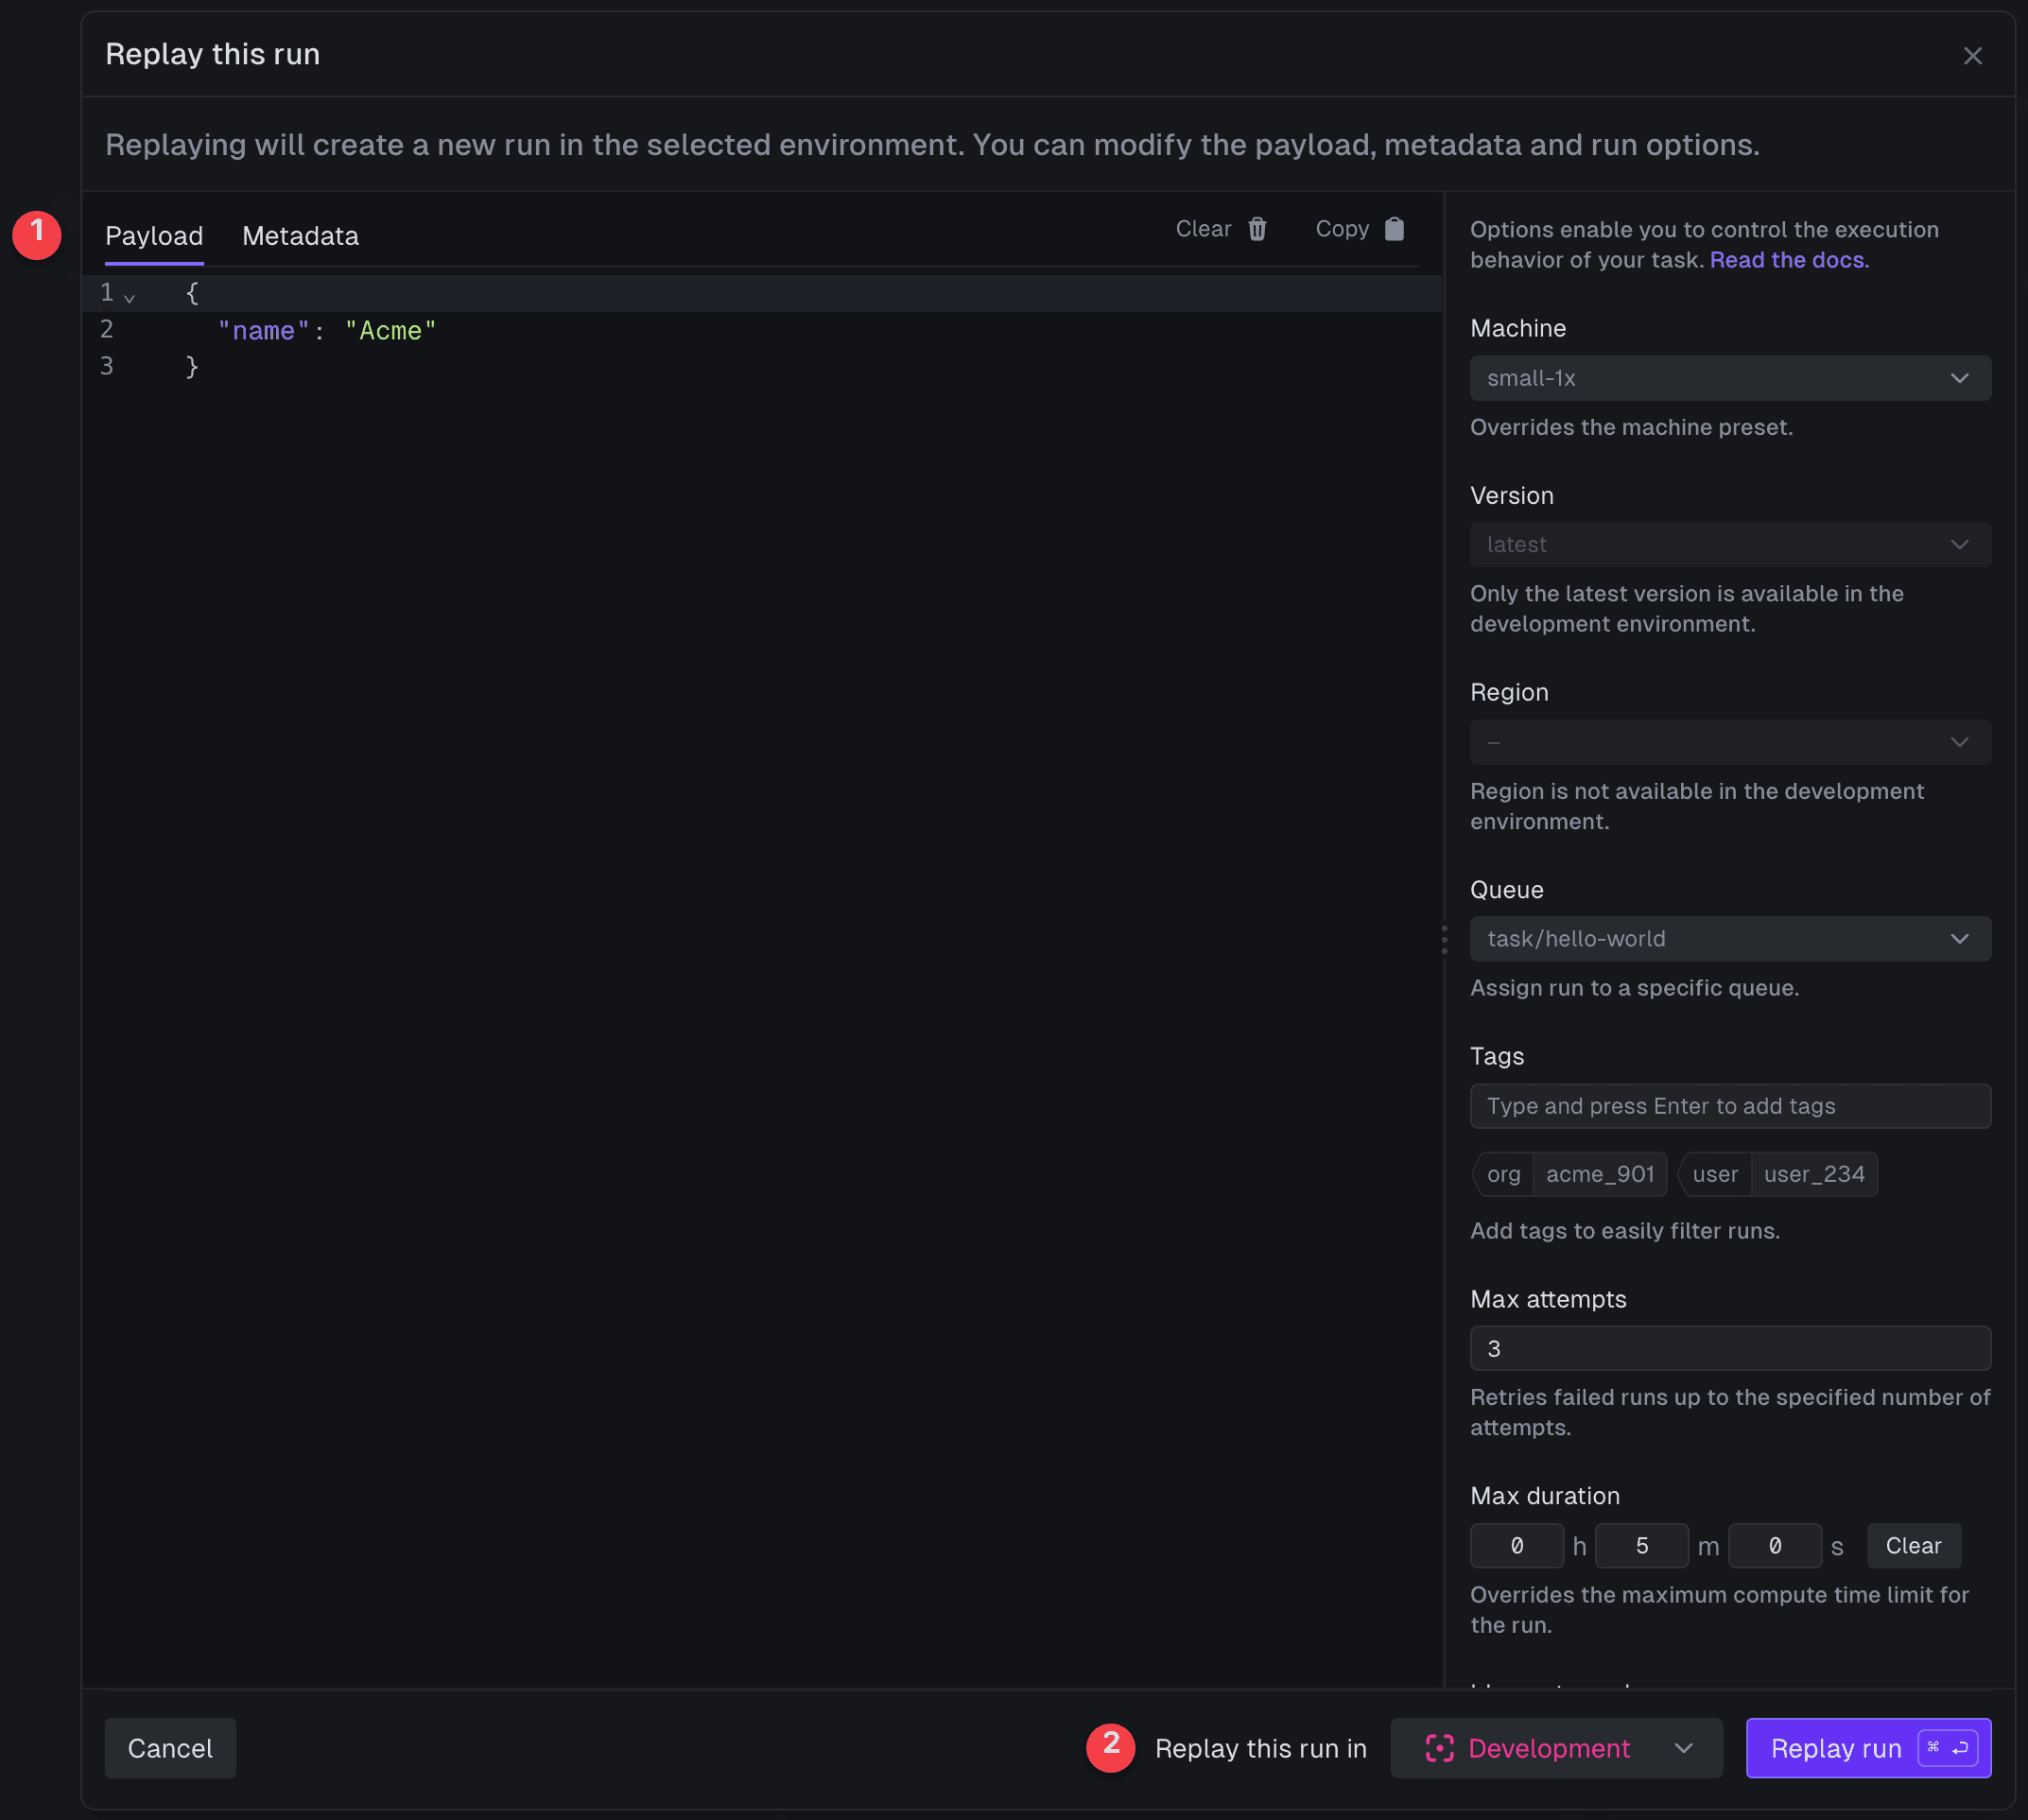 Replay this run
Replaying will create a new run in the selected environment. You can modify the payload, metadata and run options.
1
Payload Metadata Clear Copy
1 {
2 "name": "Acme"
3 }
Options enable you to control the execution
behavior of your task. Read the docs.
Machine
small-1x
Overrides the machine preset.
Version
latest
Only the latest version is available in the
development environment.
Region
–
Region is not available in the development
environment.
Queue
task/hello-world
Assign run to a specific queue.
Tags
Type and press Enter to add tags
org acme_901 user user_234
Add tags to easily filter runs.
Max attempts
3
Retries failed runs up to the specified number of
attempts.
Max duration
0 h 5 m 0 s Clear
Overrides the maximum compute time limit for
the run.
Cancel 2 Replay this run in Development Replay run ⌘ ↵